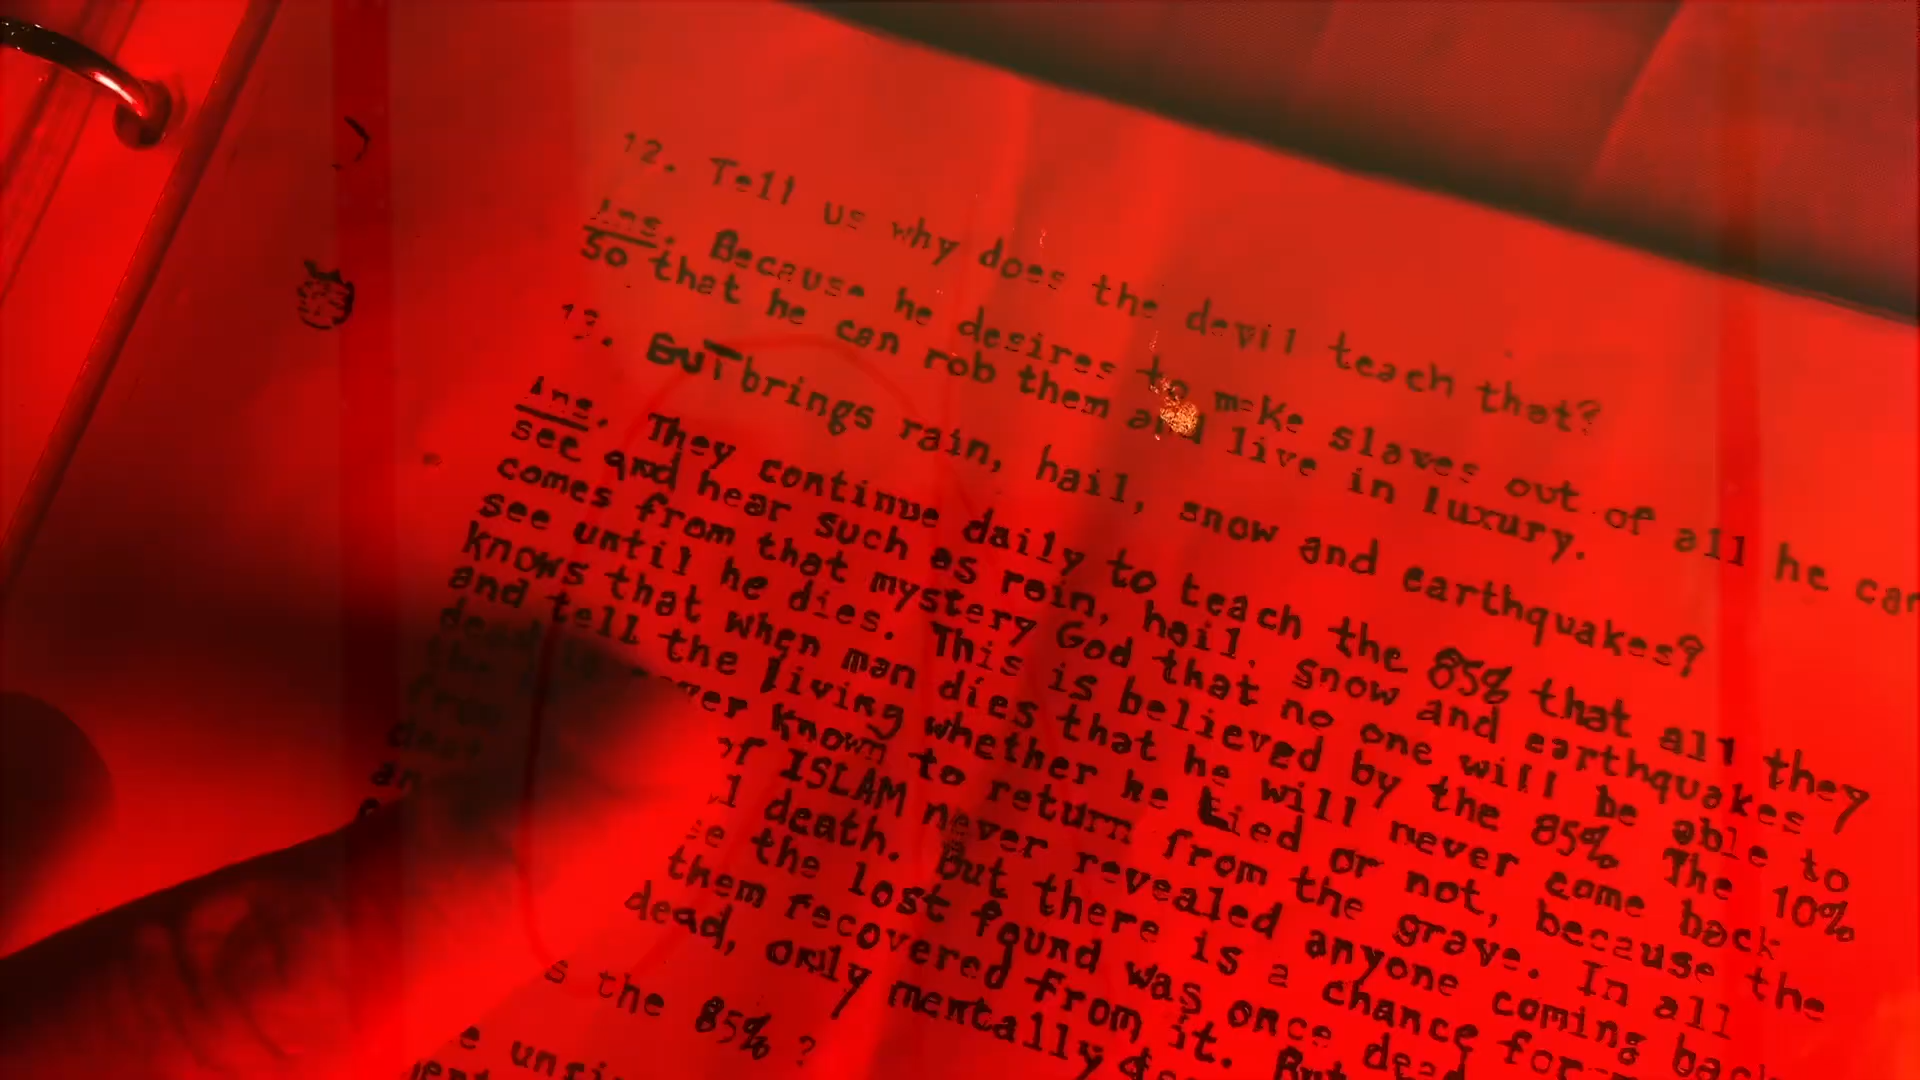 12. Tell us why does the devil teach that?
Ans. Because he desires to make slaves out of all he can
So that he can rob them and live in luxury.
13. BuT brings rain, hail, snow and earthquakes?
Ans. They continue daily to teach the 85% that all they
see and hear such as rain, hail, snow and earthquakes
comes from that mystery God that no one will be able to
see until he dies. This is believed by the 85%. The 10%
knows that when man dies that he will never come back
and tell the living whether he Lied or not, because the
dead is never known to return from the grave. In all
of ISLAM never revealed anyone coming back
death. But there is a chance for
the lost found was once dead
them recovered from it. But
dead, only mentally
the 85%?